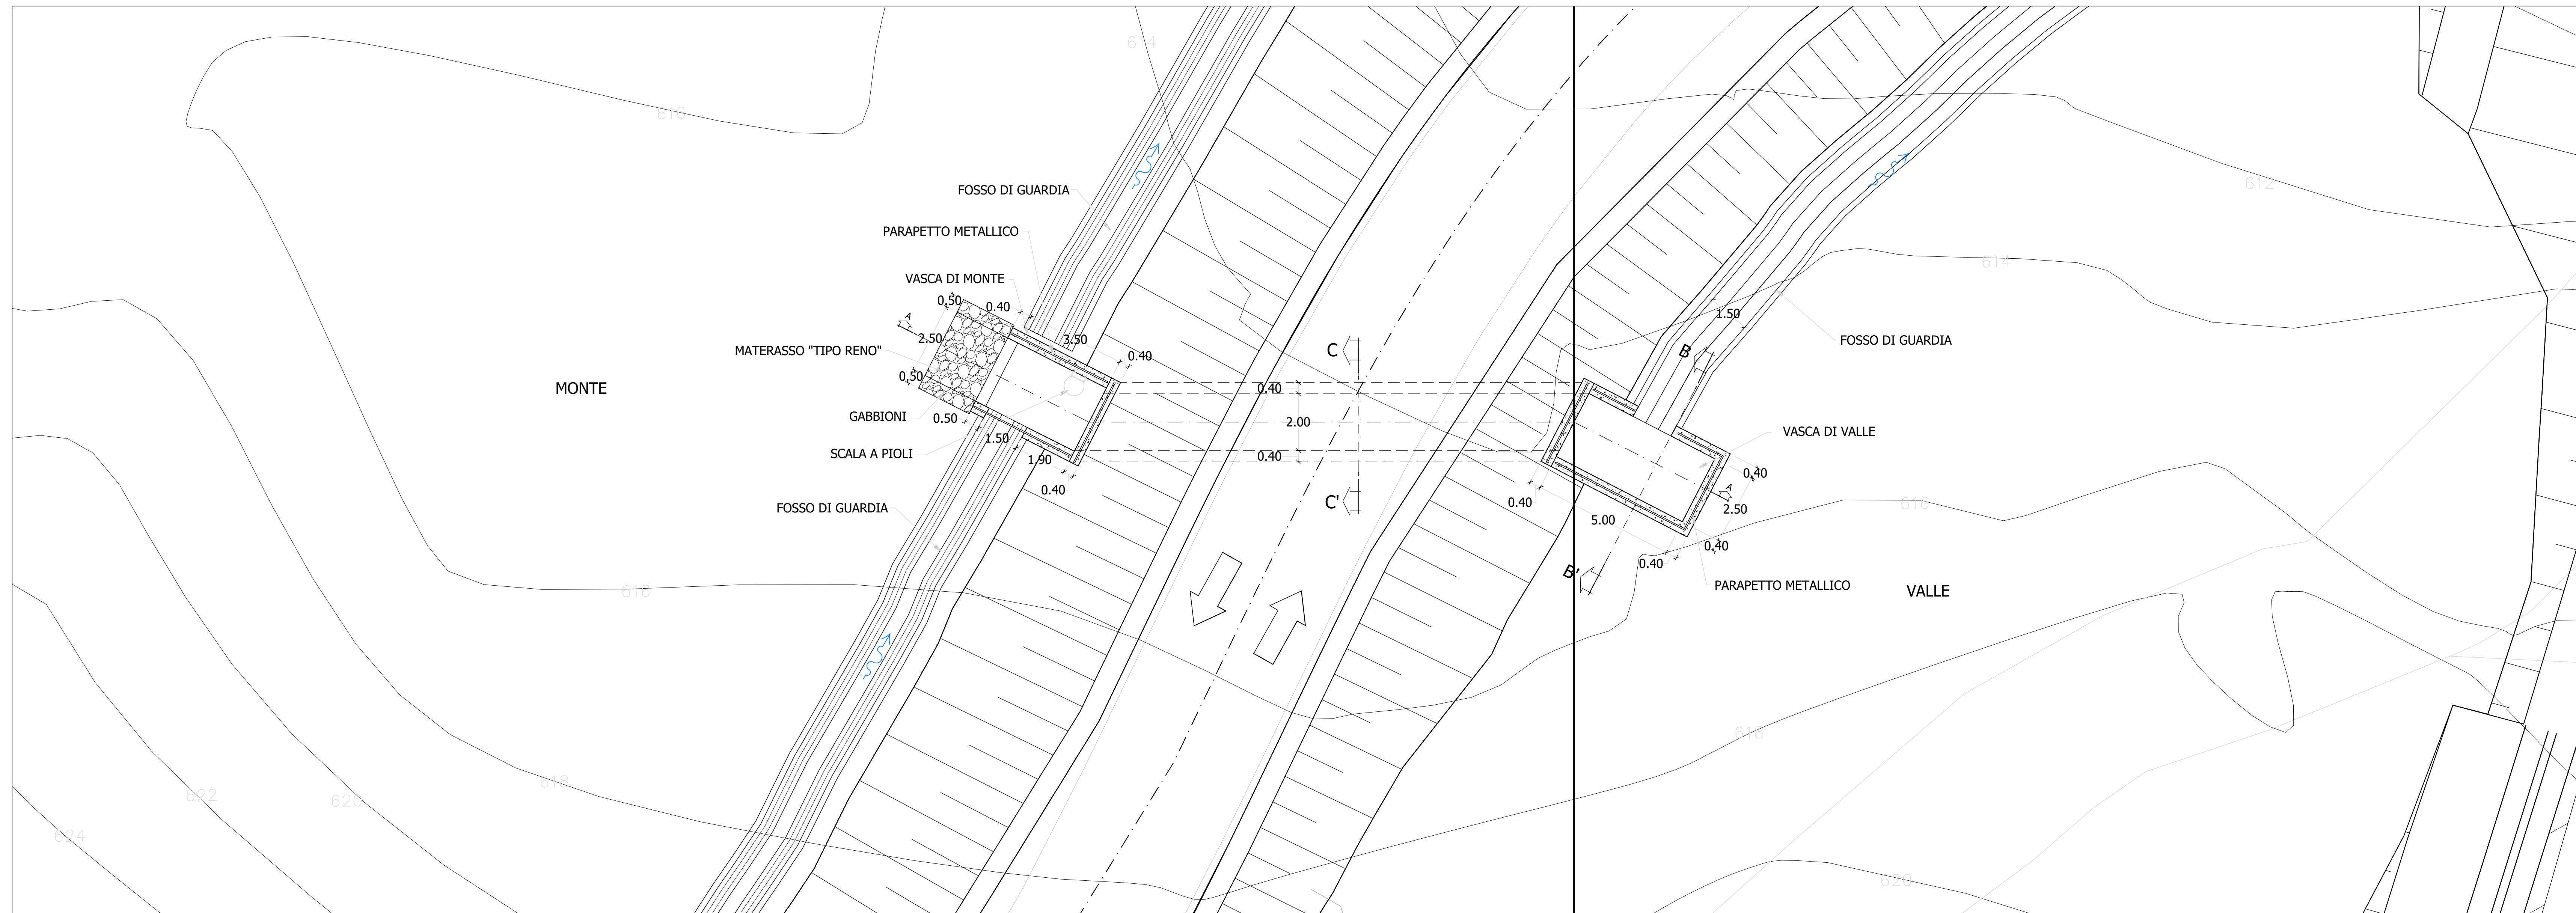 614
616
612
FOSSO DI GUARDIA
PARAPETTO METALLICO
614
VASCA DI MONTE
0.50
0.40
1.50
A
2.50
3.50
FOSSO DI GUARDIA
MATERASSO "TIPO RENO"
0.40
C
B
0.50
MONTE
0.40
GABBIONI
0.50
2.00
1.50
VASCA DI VALLE
SCALA A PIOLI
1.90
0.40
0.40
0.40
A
C'
0.40
2.50
616
FOSSO DI GUARDIA
5.00
0.40
0.40
B'
PARAPETTO METALLICO
VALLE
616
618
618
622
620
624
620